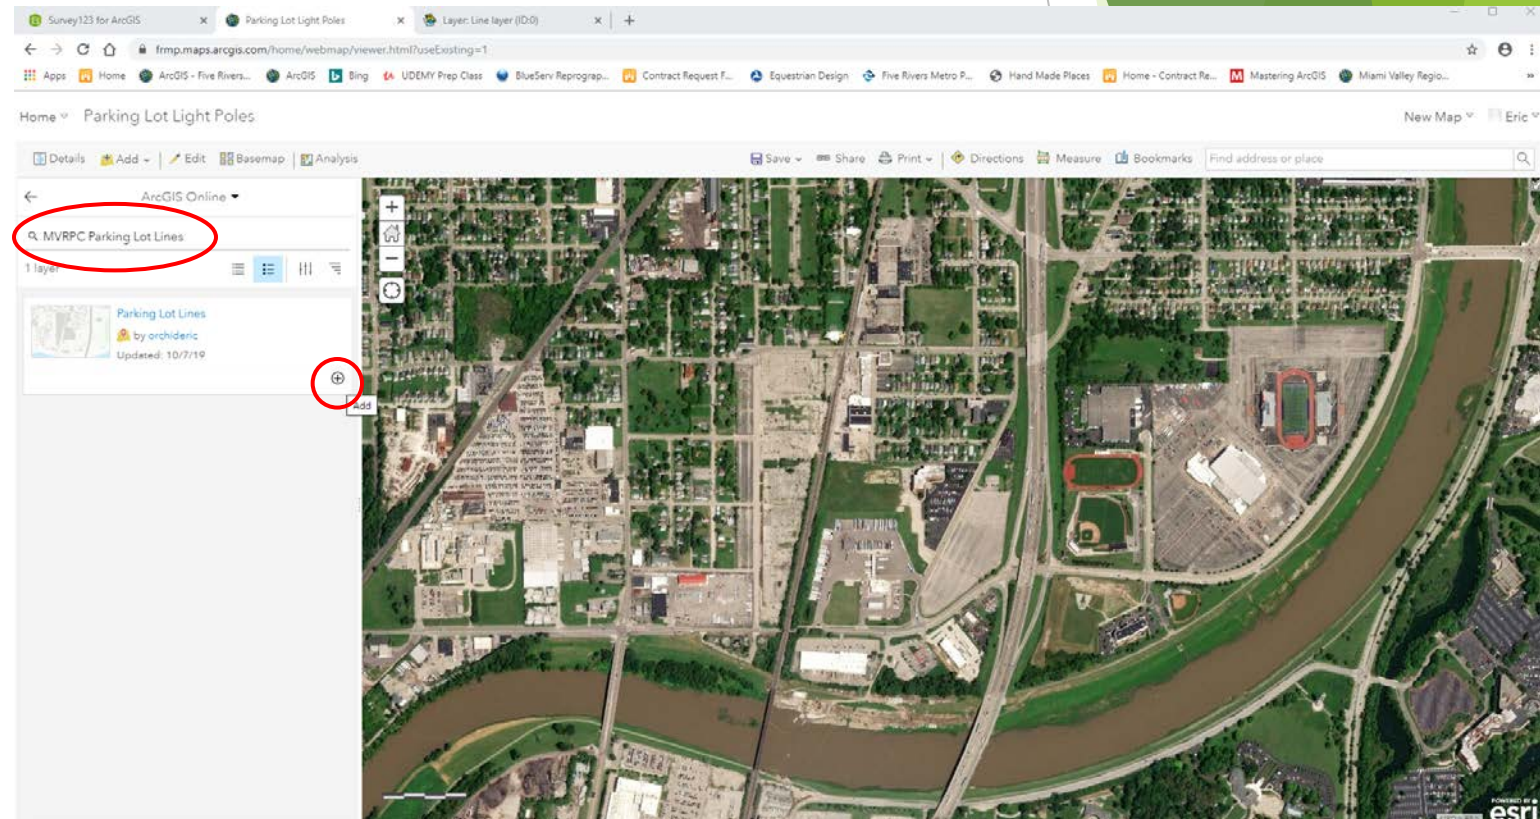 Survey123 for ArcGIS
Parking Lot Light Poles
Layer: Line layer (ID:0)
frmp.maps.arcgis.com/home/webmap/viewer.html?useExisting=1
Apps Home ArcGIS - Five Rivers... ArcGIS Bing UDEMY Prep Class BlueServ Reprograp... Contract Request F... Equestrian Design Five Rivers Metro P... Hand Made Places Home - Contract Re... Mastering ArcGIS Miami Valley Regio...
Home Parking Lot Light Poles New Map Eric
Details Add Edit Basemap Analysis Save Share Print Directions Measure Bookmarks Find address or place
ArcGIS Online
MVRPC Parking Lot Lines
1 layer
Parking Lot Lines
by orchideric
Updated: 10/7/19
Add
POWERED BY
esri